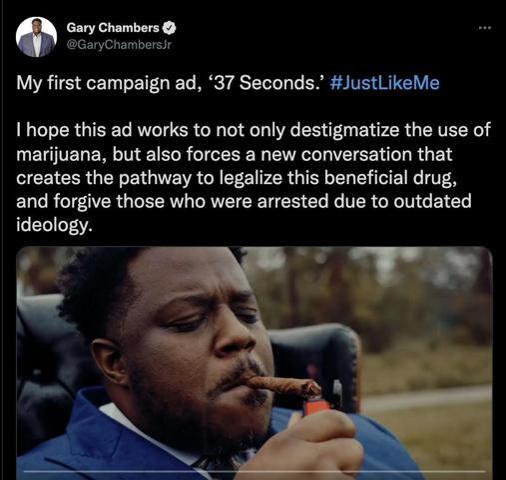 Gary Chambers
@GaryChambersJr
My first campaign ad, ‘37 Seconds.’ #JustLikeMe
I hope this ad works to not only destigmatize the use of
marijuana, but also forces a new conversation that
creates the pathway to legalize this beneficial drug,
and forgive those who were arrested due to outdated
ideology.